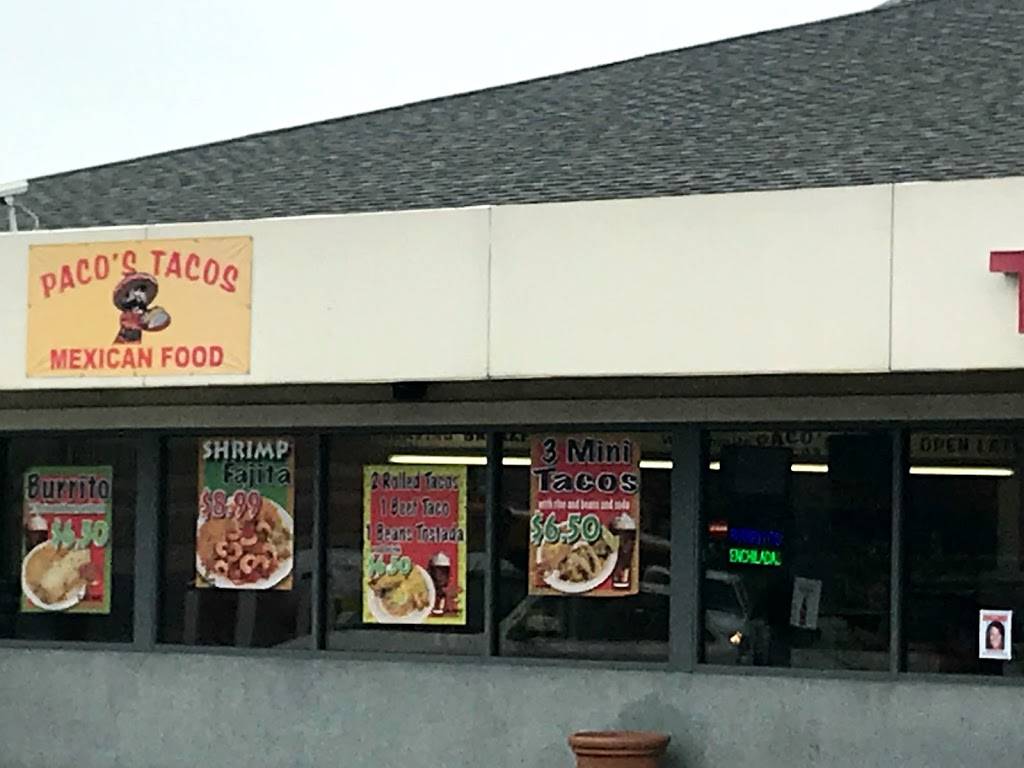 PACO'S TACOS
MEXICAN FOOD
Burrito
$6.50
SHRIMP
Fajita
$8.99
2 Rolled Tacos
1 Beef Taco
1 Beans Tostada
$6.50
3 Mini
Tacos
with rice and beans and soda
$6.50
PACO'
OPEN LATE
ENCHILADA